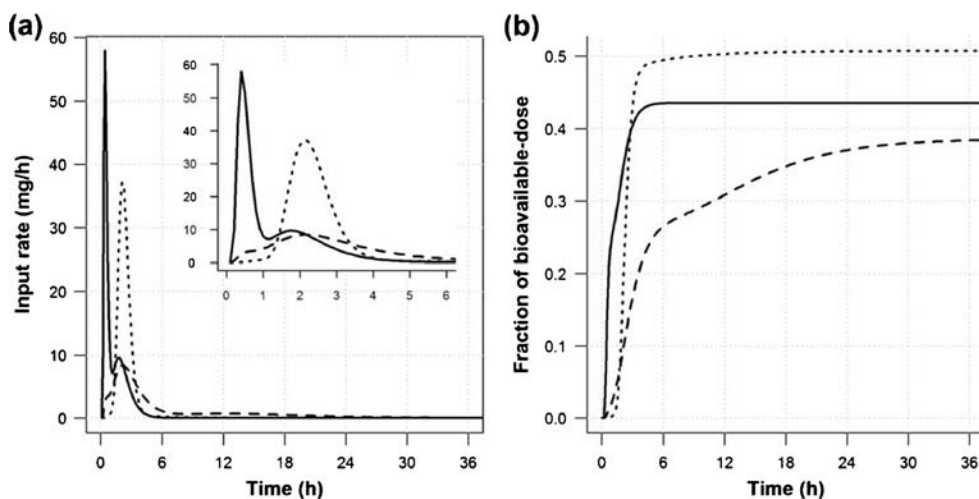 (a)
Input rate (mg/h)
60
50
40
30
20
10
0
60
50
40
30
20
10
0
0 1 2 3 4 5 6
0 6 12 18 24 30 36
Time (h)
(b)
Fraction of bioavailable-dose
0.5
0.4
0.3
0.2
0.1
0.0
0 6 12 18 24 30 36
Time (h)